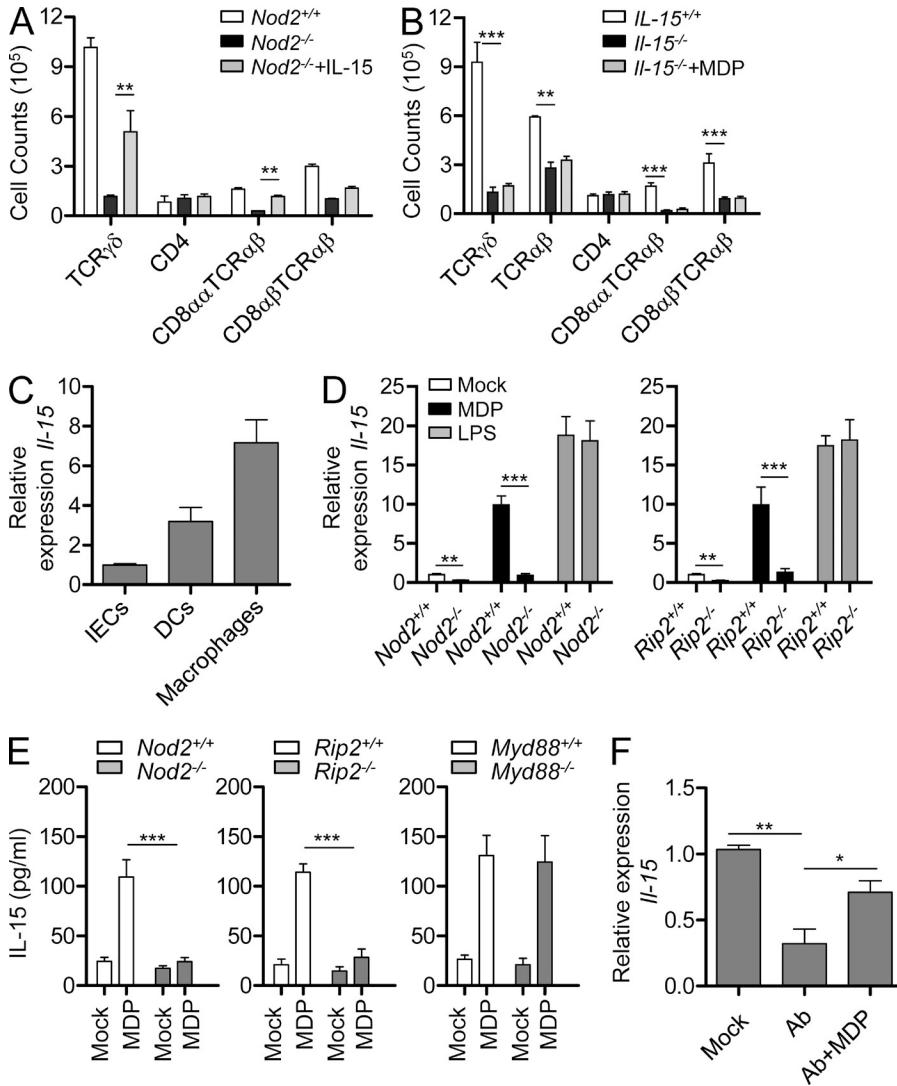 A
Nod2+/+
Nod2-/-
Nod2-/-+IL-15
Cell Counts (10^5)
12
9
6
3
0
**
**
TCRγδ
CD4
CD8ααTCRαβ
CD8αβTCRαβ
B
IL-15+/+
Il-15-/-
Il-15-/-+MDP
Cell Counts (10^5)
12
9
6
3
0
***
**
***
***
TCRγδ
TCRαβ
CD4
CD8ααTCRαβ
CD8αβTCRαβ
C
Relative
expression Il-15
10
8
6
4
2
0
IECs
DCs
Macrophages
D
Mock
MDP
LPS
Relative
expression Il-15
25
20
15
10
5
0
**
***
Nod2+/+
Nod2-/-
Nod2+/+
Nod2-/-
Nod2+/+
Nod2-/-
25
20
15
10
5
0
**
***
Rip2+/+
Rip2-/-
Rip2+/+
Rip2-/-
Rip2+/+
Rip2-/-
E
Nod2+/+
Nod2-/-
IL-15 (pg/ml)
200
150
100
50
0
***
Mock
MDP
Mock
MDP
Rip2+/+
Rip2-/-
200
150
100
50
0
***
Mock
MDP
Mock
MDP
Myd88+/+
Myd88-/-
200
150
100
50
0
Mock
MDP
Mock
MDP
F
Relative expression
Il-15
1.5
1.0
0.5
0.0
**
*
Mock
Ab
Ab+MDP